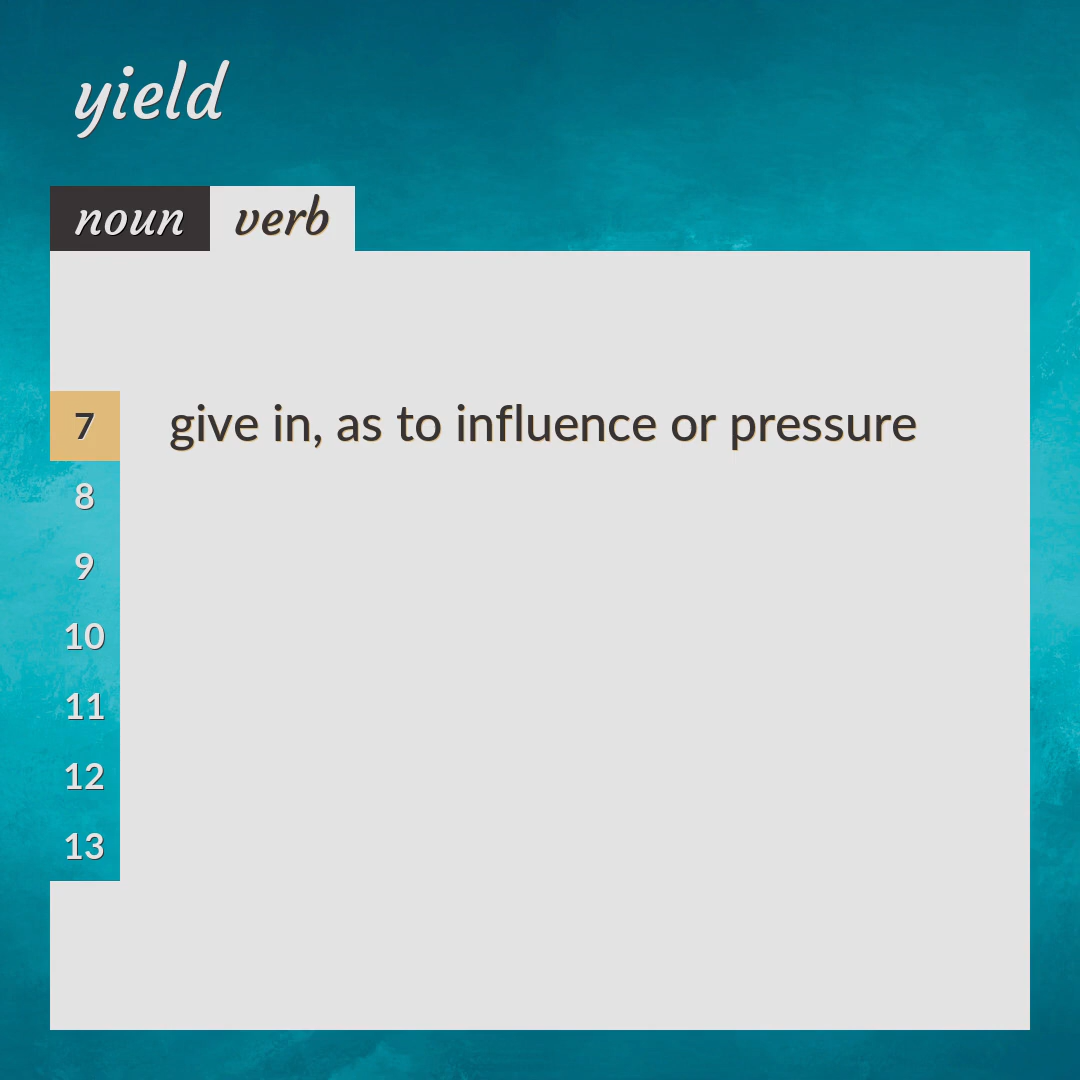 yield
noun verb
7 give in, as to influence or pressure
8
9
10
11
12
13